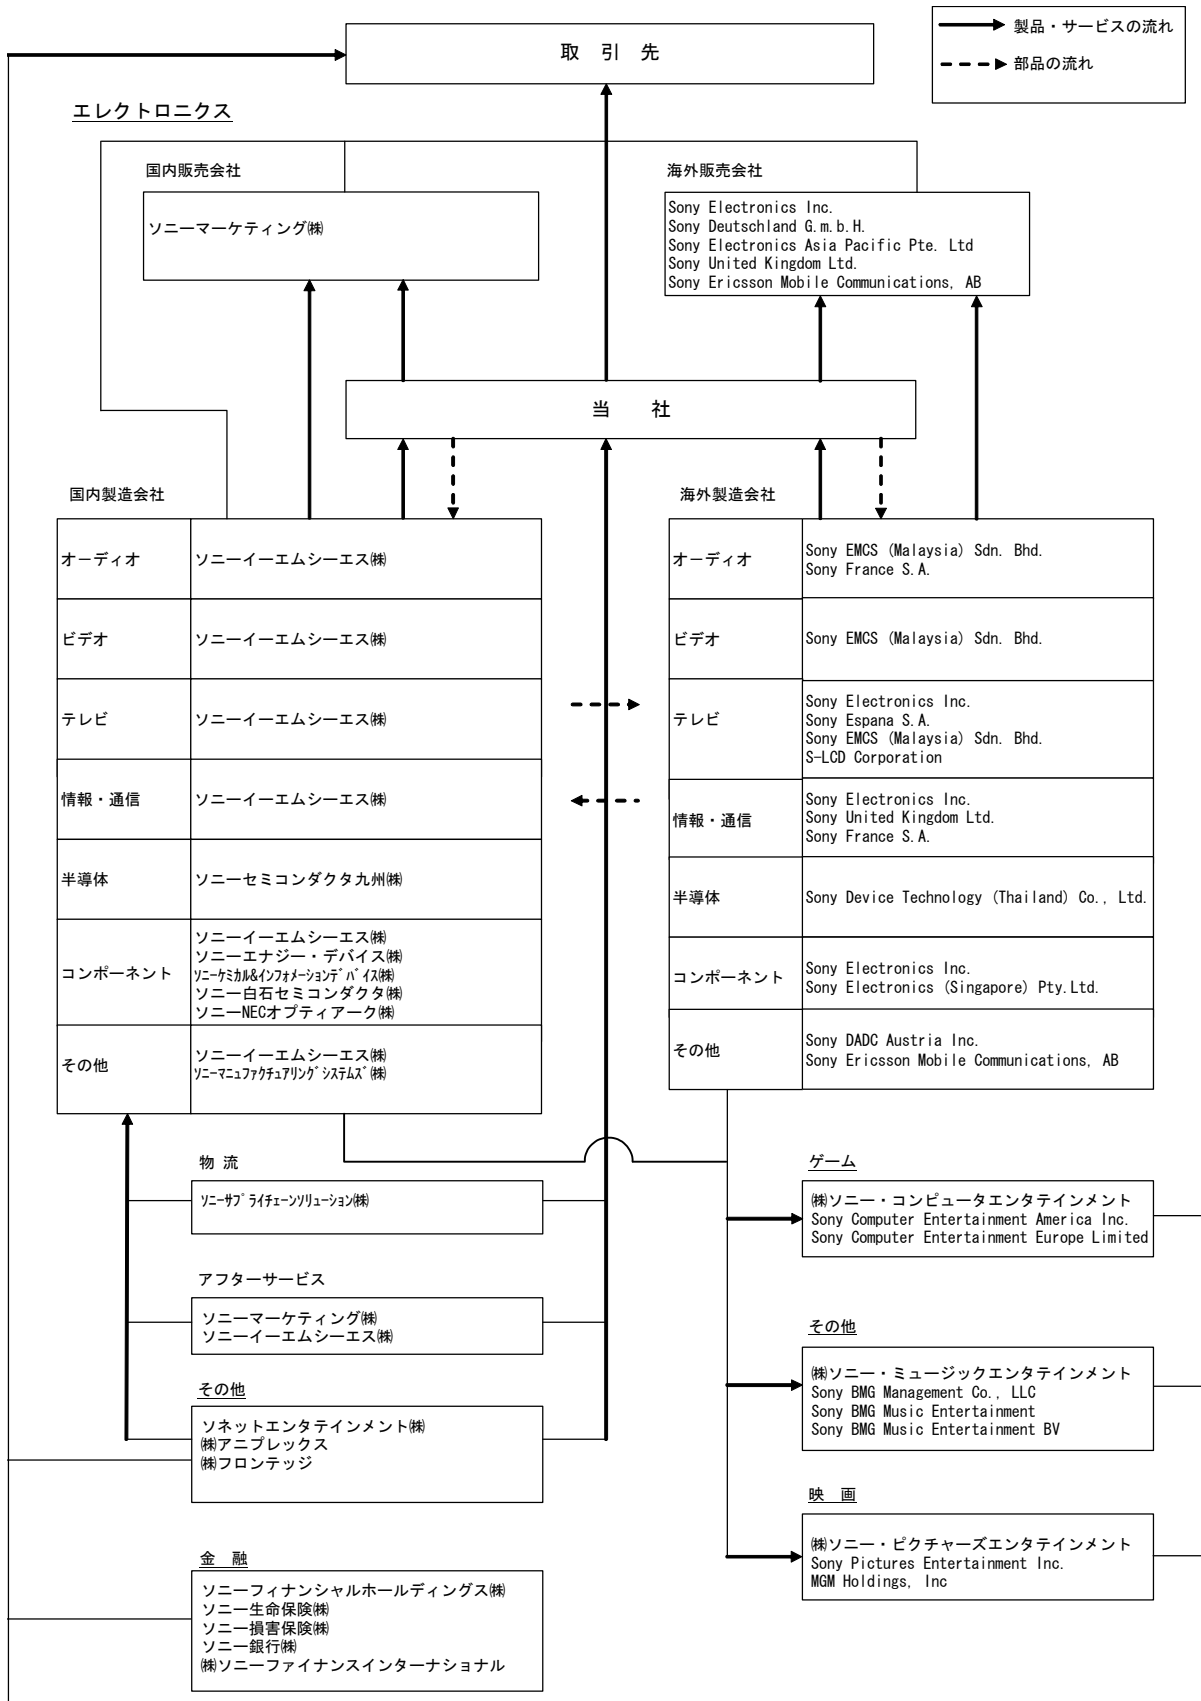 取 引 先
製品・サービスの流れ
部品の流れ
エレクトロニクス
国内販売会社
ソニーマーケティング㈱
海外販売会社
Sony Electronics Inc.
Sony Deutschland G.m.b.H.
Sony Electronics Asia Pacific Pte. Ltd
Sony United Kingdom Ltd.
Sony Ericsson Mobile Communications, AB
当 社
国内製造会社
オーディオ
ソニーイーエムシーエス㈱
ビデオ
ソニーイーエムシーエス㈱
テレビ
ソニーイーエムシーエス㈱
情報・通信
ソニーイーエムシーエス㈱
半導体
ソニーセミコンダクタ九州㈱
コンポーネント
ソニーイーエムシーエス㈱
ソニーエナジー・デバイス㈱
ｿﾆｰｹﾐｶﾙ&ｲﾝﾌｫﾒｰｼｮﾝﾃﾞﾊﾞｲｽ㈱
ソニー白石セミコンダクタ㈱
ソニーNECオプティアーク㈱
その他
ソニーイーエムシーエス㈱
ｿﾆｰﾏﾆｭﾌｧｸﾁｭｱﾘﾝｸﾞｼｽﾃﾑｽﾞ㈱
海外製造会社
オーディオ
Sony EMCS (Malaysia) Sdn. Bhd.
Sony France S.A.
ビデオ
Sony EMCS (Malaysia) Sdn. Bhd.
テレビ
Sony Electronics Inc.
Sony Espana S.A.
Sony EMCS (Malaysia) Sdn. Bhd.
S-LCD Corporation
情報・通信
Sony Electronics Inc.
Sony United Kingdom Ltd.
Sony France S.A.
半導体
Sony Device Technology (Thailand) Co., Ltd.
コンポーネント
Sony Electronics Inc.
Sony Electronics (Singapore) Pty.Ltd.
その他
Sony DADC Austria Inc.
Sony Ericsson Mobile Communications, AB
物 流
ｿﾆｰｻﾌﾟﾗｲﾁｪｰﾝｿﾘｭｰｼｮﾝ㈱
アフターサービス
ソニーマーケティング㈱
ソニーイーエムシーエス㈱
その他
ソネットエンタテインメント㈱
㈱アニプレックス
㈱フロンテッジ
金 融
ソニーフィナンシャルホールディングス㈱
ソニー生命保険㈱
ソニー損害保険㈱
ソニー銀行㈱
㈱ソニーファイナンスインターナショナル
ゲーム
㈱ソニー・コンピュータエンタテインメント
Sony Computer Entertainment America Inc.
Sony Computer Entertainment Europe Limited
その他
㈱ソニー・ミュージックエンタテインメント
Sony BMG Management Co., LLC
Sony BMG Music Entertainment
Sony BMG Music Entertainment BV
映 画
㈱ソニー・ピクチャーズエンタテインメント
Sony Pictures Entertainment Inc.
MGM Holdings, Inc